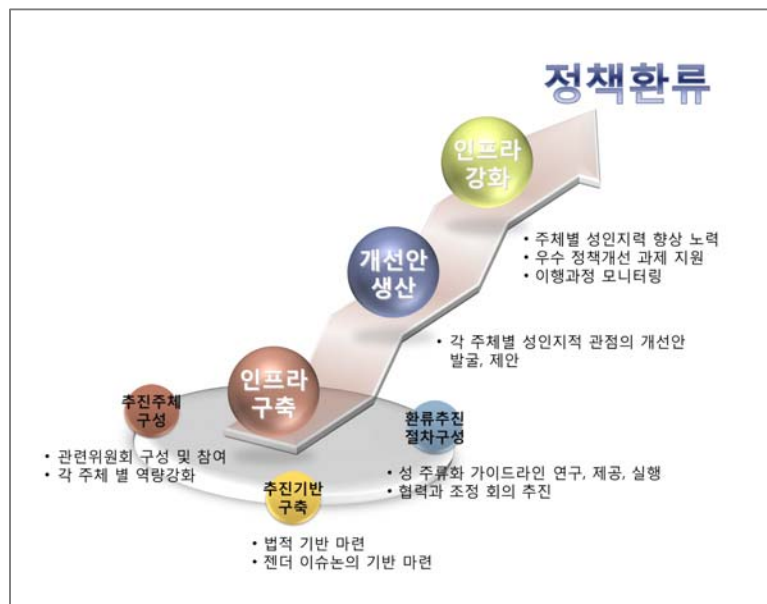 정책환류
인프라
강화
• 주체별 성인지력 향상 노력
• 우수 정책개선 과제 지원
• 이행과정 모니터링
개선안
생산
• 각 주체별 성인지적 관점의 개선안
발굴, 제안
인프라
구축
추진주체
구성
• 관련위원회 구성 및 참여
• 각 주체 별 역량강화
환류추진
절차구성
• 성 주류화 가이드라인 연구, 제공, 실행
• 협력과 조정 회의 추진
추진기반
구축
• 법적 기반 마련
• 젠더 이슈논의 기반 마련